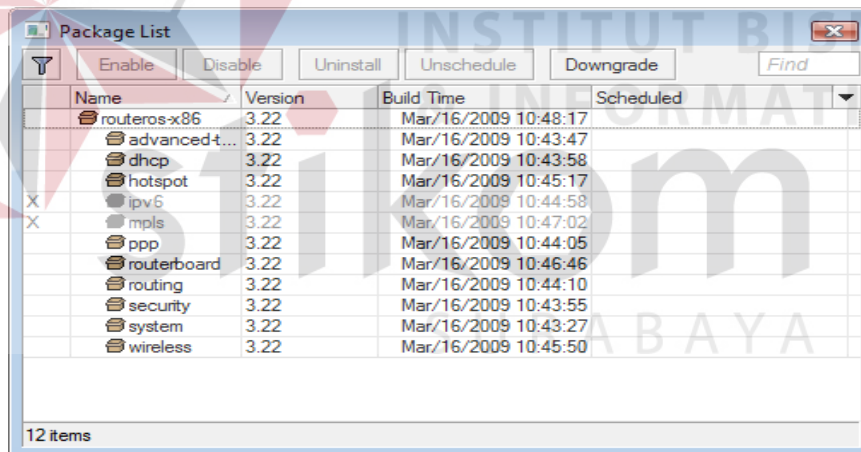 Package List
Enable Disable Uninstall Unschedule Downgrade Find
Name Version Build Time Scheduled
routeros-x86 3.22 Mar/16/2009 10:48:17
advanced-t... 3.22 Mar/16/2009 10:43:47
dhcp 3.22 Mar/16/2009 10:43:58
hotspot 3.22 Mar/16/2009 10:45:17
X ipv6 3.22 Mar/16/2009 10:44:58
X mpls 3.22 Mar/16/2009 10:47:02
ppp 3.22 Mar/16/2009 10:44:05
routerboard 3.22 Mar/16/2009 10:46:46
routing 3.22 Mar/16/2009 10:44:10
security 3.22 Mar/16/2009 10:43:55
system 3.22 Mar/16/2009 10:43:27
wireless 3.22 Mar/16/2009 10:45:50
12 items
INSTITUT BISI
& INFORMATI
stikom
SURABAYA